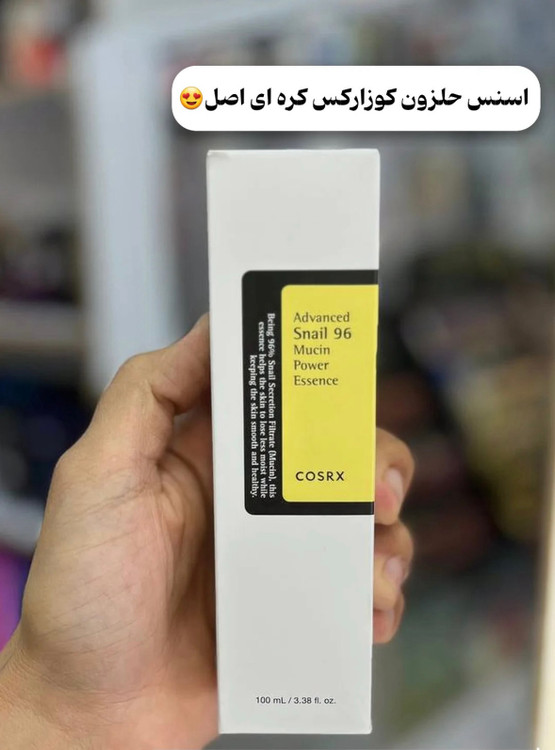 اسنس حلزون کوزارکس کره ای اصل😍
Advanced
Snail 96
Mucin
Power
Essence
COSRX
Being 96% Snail Secretion Filtrate (Mucin), this
essence helps the skin to lose less moist while
keeping the skin smooth and healthy.
100 mL / 3.38 fl. oz.